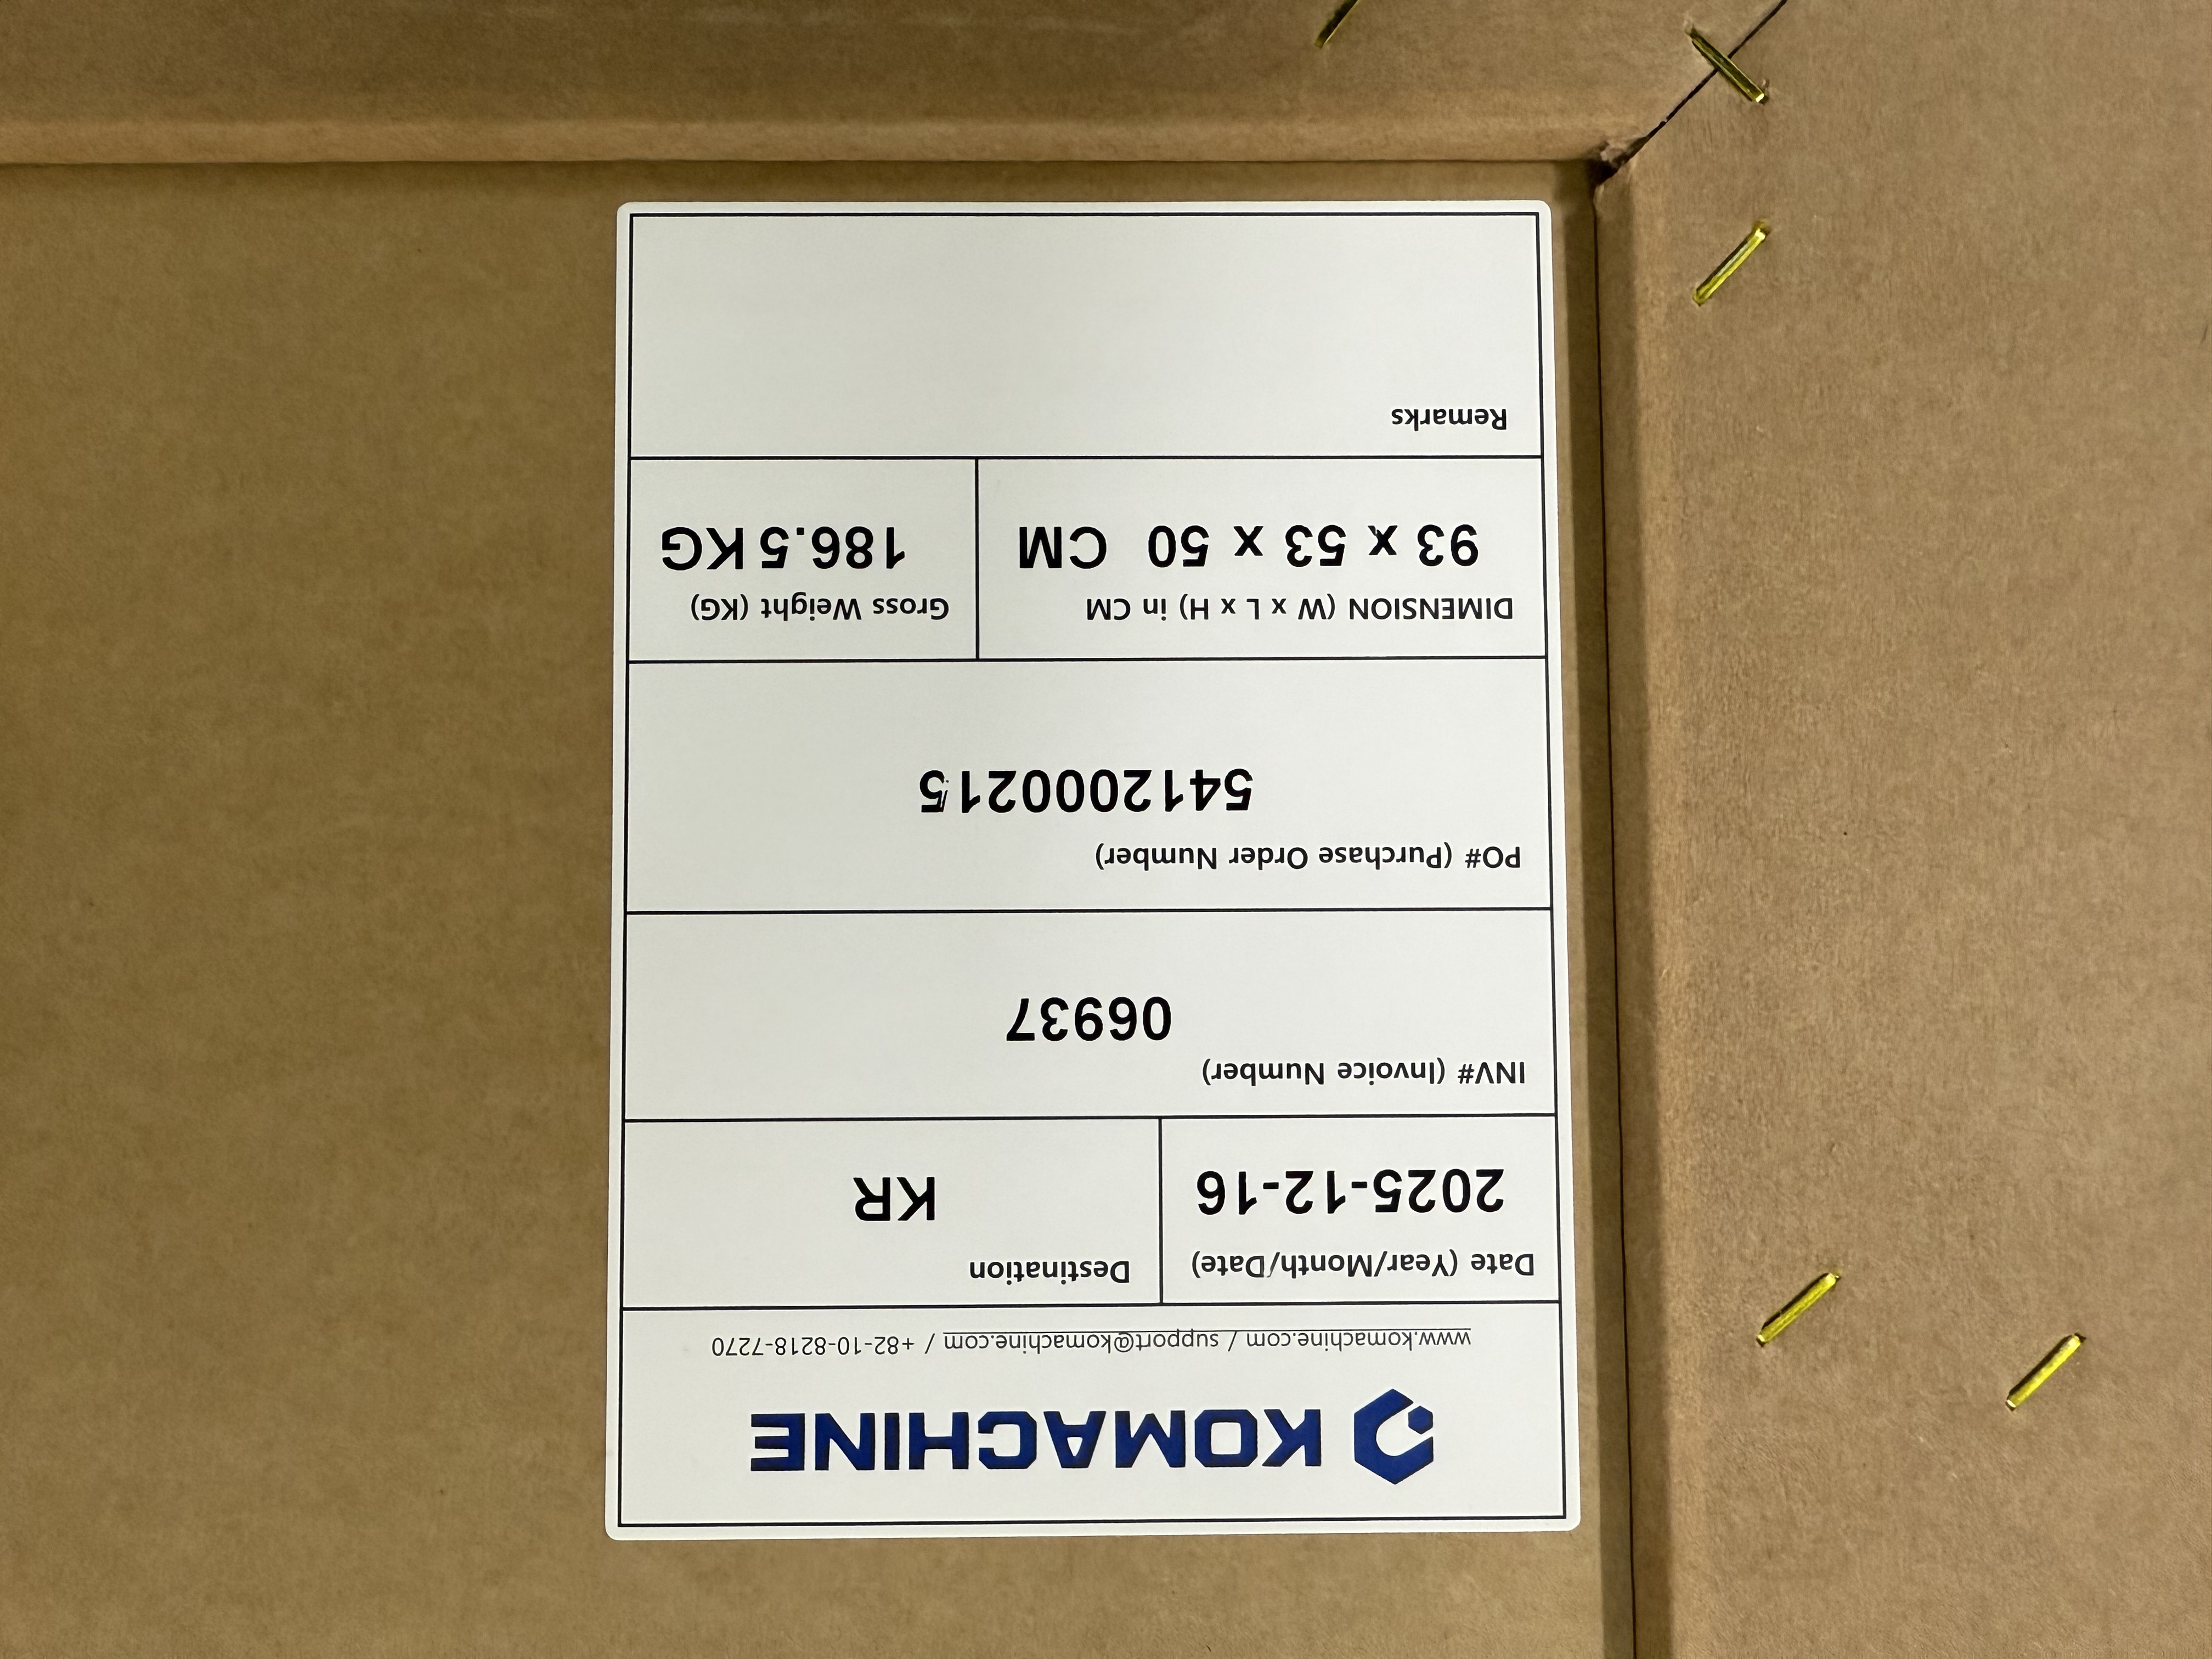 KOMACHINE
www.komachine.com / support@komachine.com / +82-10-8218-7270
Date (Year/Month/Date)
2025-12-16
Destination
KR
INV# (Invoice Number)
06937
PO# (Purchase Order Number)
5412000215
DIMENSION (W x L x H) in CM
93 x 53 x 50 CM
Gross Weight (KG)
186.5 KG
Remarks